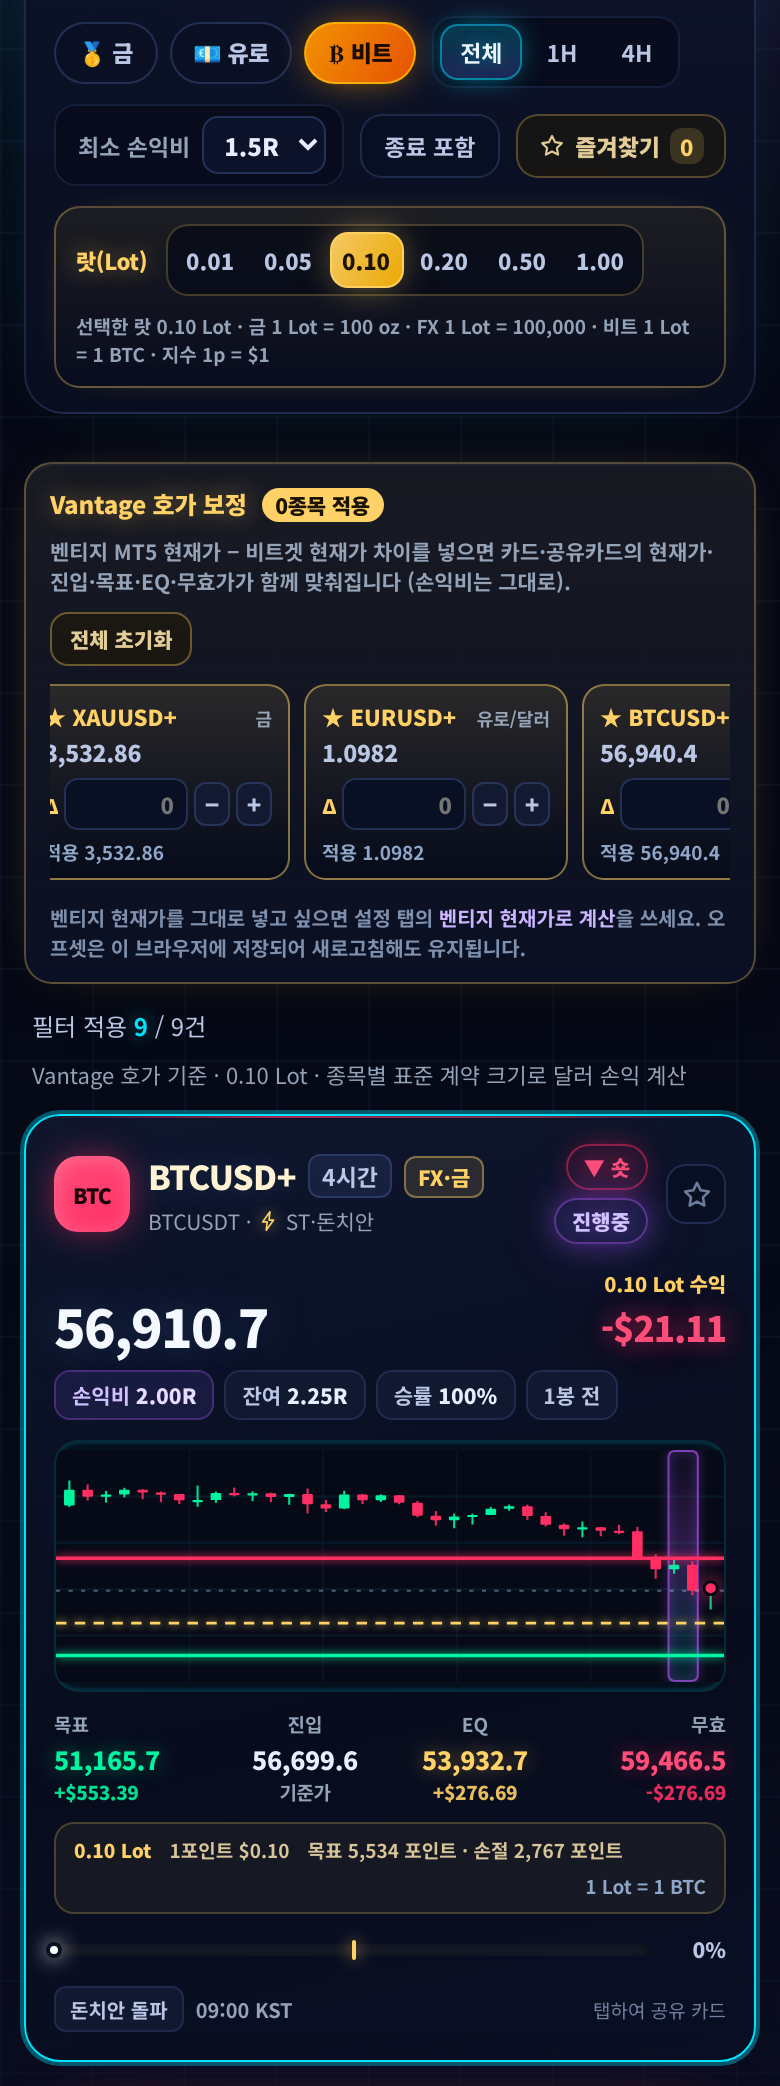 🥇 금 💶 유로 ₿ 비트 전체 1H 4H
최소 손익비 1.5R 종료 포함 ☆ 즐겨찾기 0
랏(Lot) 0.01 0.05 0.10 0.20 0.50 1.00
선택한 랏 0.10 Lot · 금 1 Lot = 100 oz · FX 1 Lot = 100,000 · 비트 1 Lot
= 1 BTC · 지수 1p = $1
Vantage 호가 보정 0종목 적용
벤티지 MT5 현재가 − 비트겟 현재가 차이를 넣으면 카드·공유카드의 현재가·
진입·목표·EQ·무효가가 함께 맞춰집니다 (손익비는 그대로).
전체 초기화
★ XAUUSD+ 금 ★ EURUSD+ 유로/달러 ★ BTCUSD+
3,532.86 1.0982 56,940.4
Δ 0 − + Δ 0 − + Δ 0
적용 3,532.86 적용 1.0982 적용 56,940.4
벤티지 현재가를 그대로 넣고 싶으면 설정 탭의 벤티지 현재가로 계산을 쓰세요. 오
프셋은 이 브라우저에 저장되어 새로고침해도 유지됩니다.
필터 적용 9 / 9건
Vantage 호가 기준 · 0.10 Lot · 종목별 표준 계약 크기로 달러 손익 계산
BTC BTCUSD+ 4시간 FX·금 ▼ 숏
BTCUSDT · ⚡ ST·돈치안 진행중 ☆
0.10 Lot 수익
56,910.7 -$21.11
손익비 2.00R 잔여 2.25R 승률 100% 1봉 전
목표 진입 EQ 무효
51,165.7 56,699.6 53,932.7 59,466.5
+$553.39 기준가 +$276.69 -$276.69
0.10 Lot 1포인트 $0.10 목표 5,534 포인트 · 손절 2,767 포인트
1 Lot = 1 BTC
0%
돈치안 돌파 09:00 KST 탭하여 공유 카드